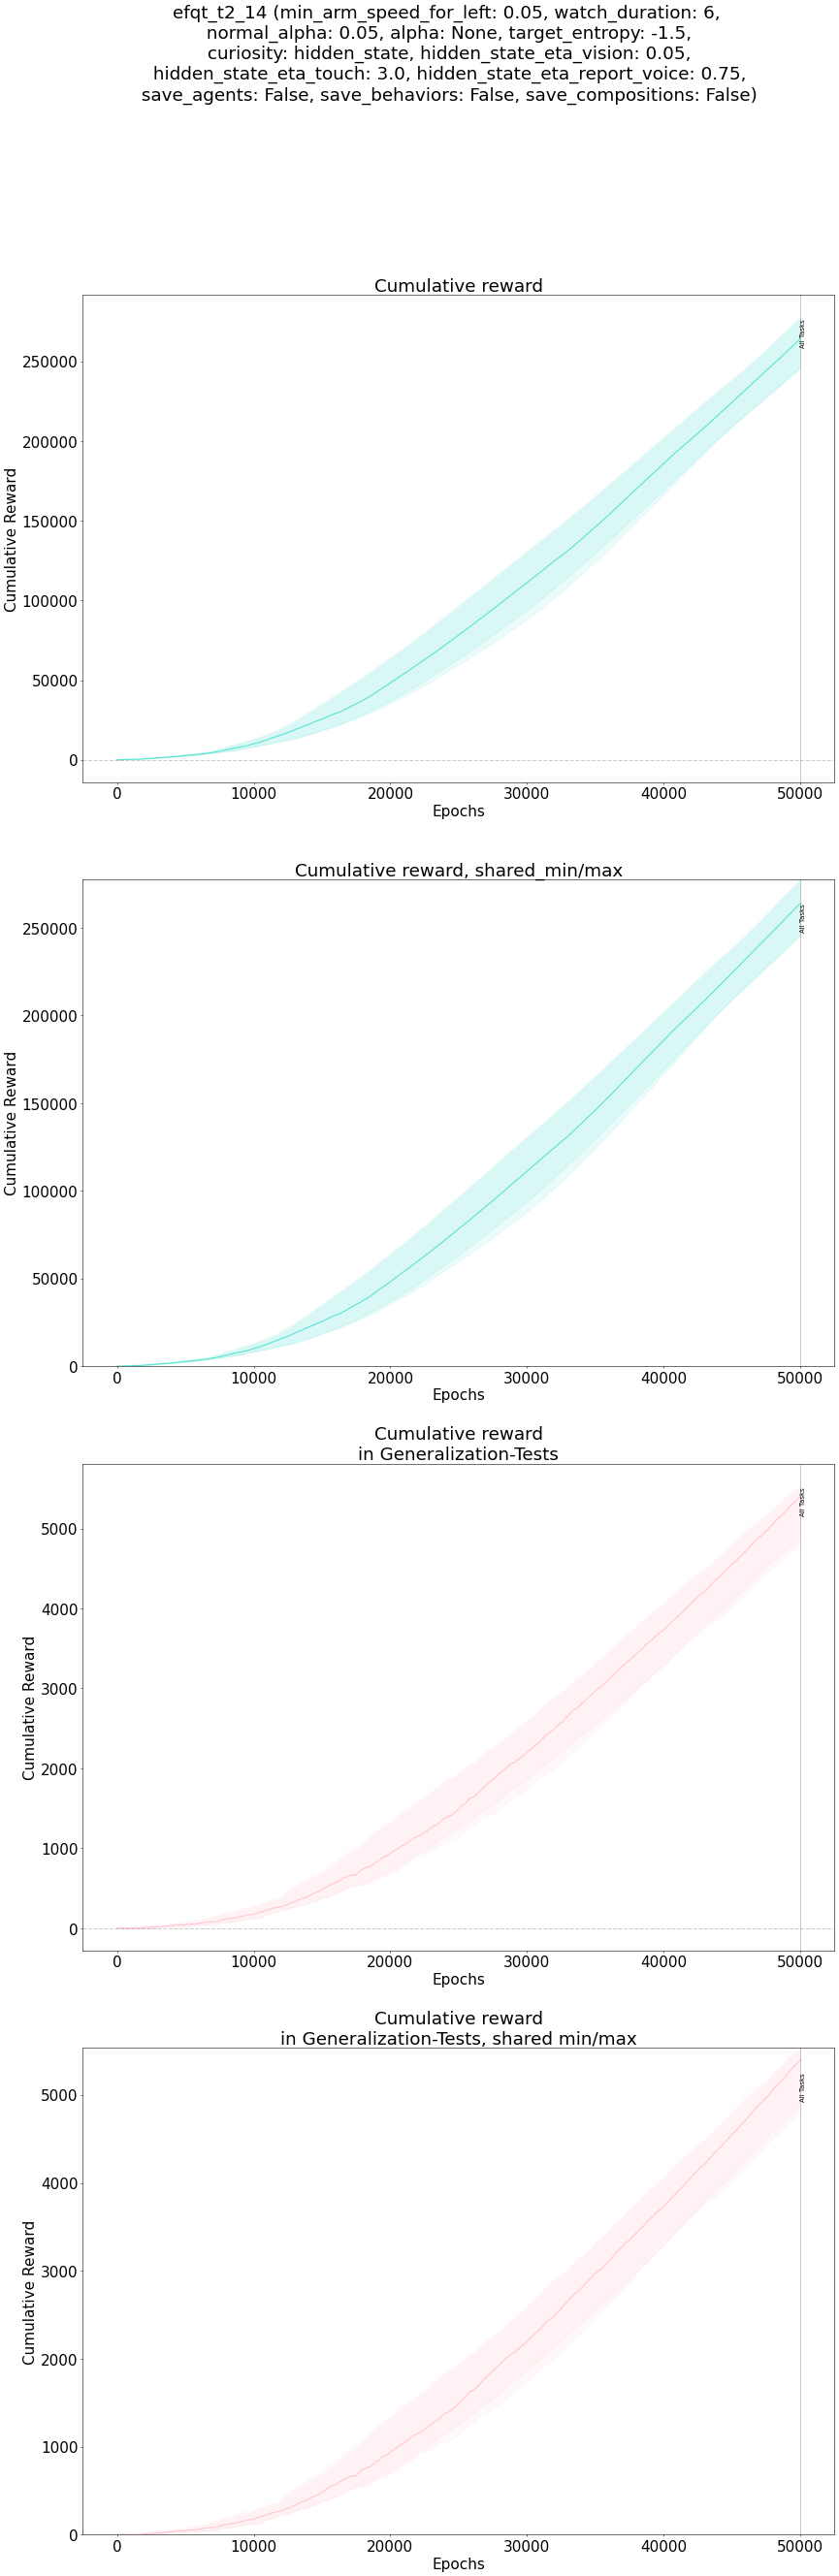 efqt_t2_14 (min_arm_speed_for_left: 0.05, watch_duration: 6,
normal_alpha: 0.05, alpha: None, target_entropy: -1.5,
curiosity: hidden_state, hidden_state_eta_vision: 0.05,
hidden_state_eta_touch: 3.0, hidden_state_eta_report_voice: 0.75,
save_agents: False, save_behaviors: False, save_compositions: False)
Cumulative reward
Cumulative Reward
250000
200000
150000
100000
50000
0
All Tasks
0 10000 20000 30000 40000 50000
Epochs
Cumulative reward, shared_min/max
Cumulative Reward
250000
200000
150000
100000
50000
0
All Tasks
0 10000 20000 30000 40000 50000
Epochs
Cumulative reward
in Generalization-Tests
Cumulative Reward
5000
4000
3000
2000
1000
0
All Tasks
0 10000 20000 30000 40000 50000
Epochs
Cumulative reward
in Generalization-Tests, shared min/max
Cumulative Reward
5000
4000
3000
2000
1000
0
All Tasks
0 10000 20000 30000 40000 50000
Epochs